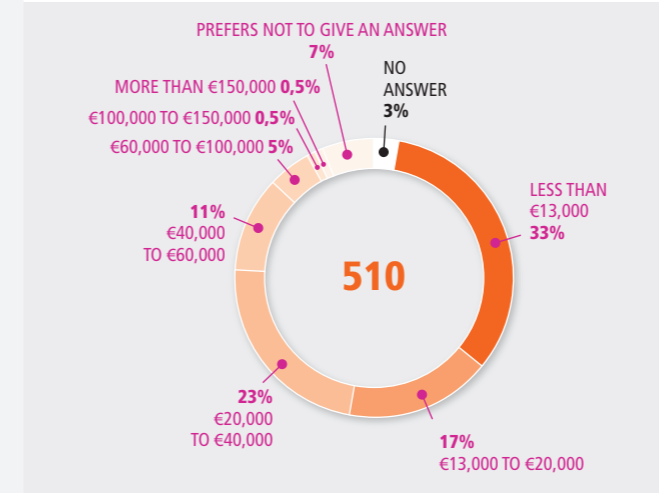 PREFERS NOT TO GIVE AN ANSWER
7%
NO
ANSWER
3%
MORE THAN €150,000 0,5%
€100,000 TO €150,000 0,5%
€60,000 TO €100,000 5%
LESS THAN
€13,000
33%
11%
€40,000
TO €60,000
510
23%
€20,000
TO €40,000
17%
€13,000 TO €20,000